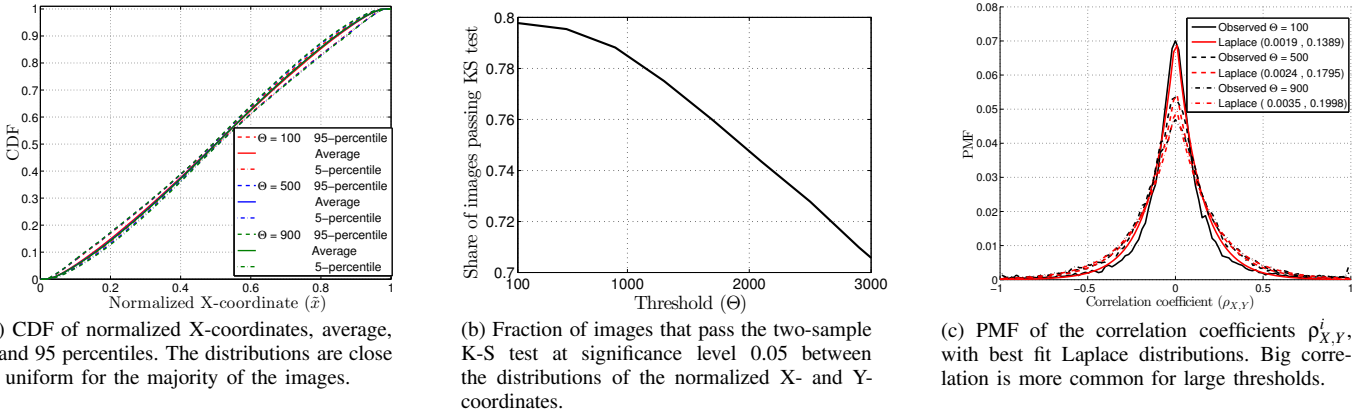 1
0.9
0.8
0.7
0.6
0.5
0.4
0.3
0.2
0.1
0
CDF
Θ = 100 95−percentile
Average
5−percentile
Θ = 500 95−percentile
Average
5−percentile
Θ = 900 95−percentile
Average
5−percentile
0 0.2 0.4 0.6 0.8 1
Normalized X-coordinate (x̃)
) CDF of normalized X-coordinates, average,
and 95 percentiles. The distributions are close
uniform for the majority of the images.
0.8
0.78
0.76
0.74
0.72
0.7
Share of images passing KS test
100 1000 2000 3000
Threshold (Θ)
(b) Fraction of images that pass the two-sample
K-S test at significance level 0.05 between
the distributions of the normalized X- and Y-
coordinates.
0.08
0.07
0.06
0.05
0.04
0.03
0.02
0.01
0
PMF
Observed Θ = 100
Laplace (0.0019 , 0.1389)
Observed Θ = 500
Laplace (0.0024 , 0.1795)
Observed Θ = 900
Laplace ( 0.0035 , 0.1998)
−1 −0.5 0 0.5 1
Correlation coefficient (ρX,Y)
(c) PMF of the correlation coefficients ρ^i_X,Y,
with best fit Laplace distributions. Big corre-
lation is more common for large thresholds.